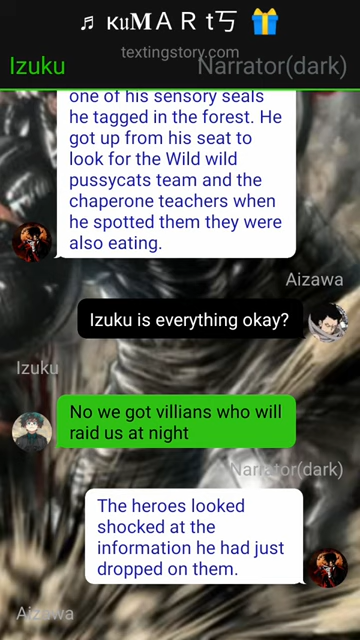 ♬ ĸυ𝐌ＡＲｔ丂 🎁
textingstory.com
Izuku Narrator(dark)
one of his sensory seals
he tagged in the forest. He
got up from his seat to
look for the Wild wild
pussycats team and the
chaperone teachers when
he spotted them they were
also eating.
Aizawa
Izuku is everything okay?
Izuku
No we got villians who will
raid us at night
Narrator(dark)
The heroes looked
shocked at the
information he had just
dropped on them.
Aizawa